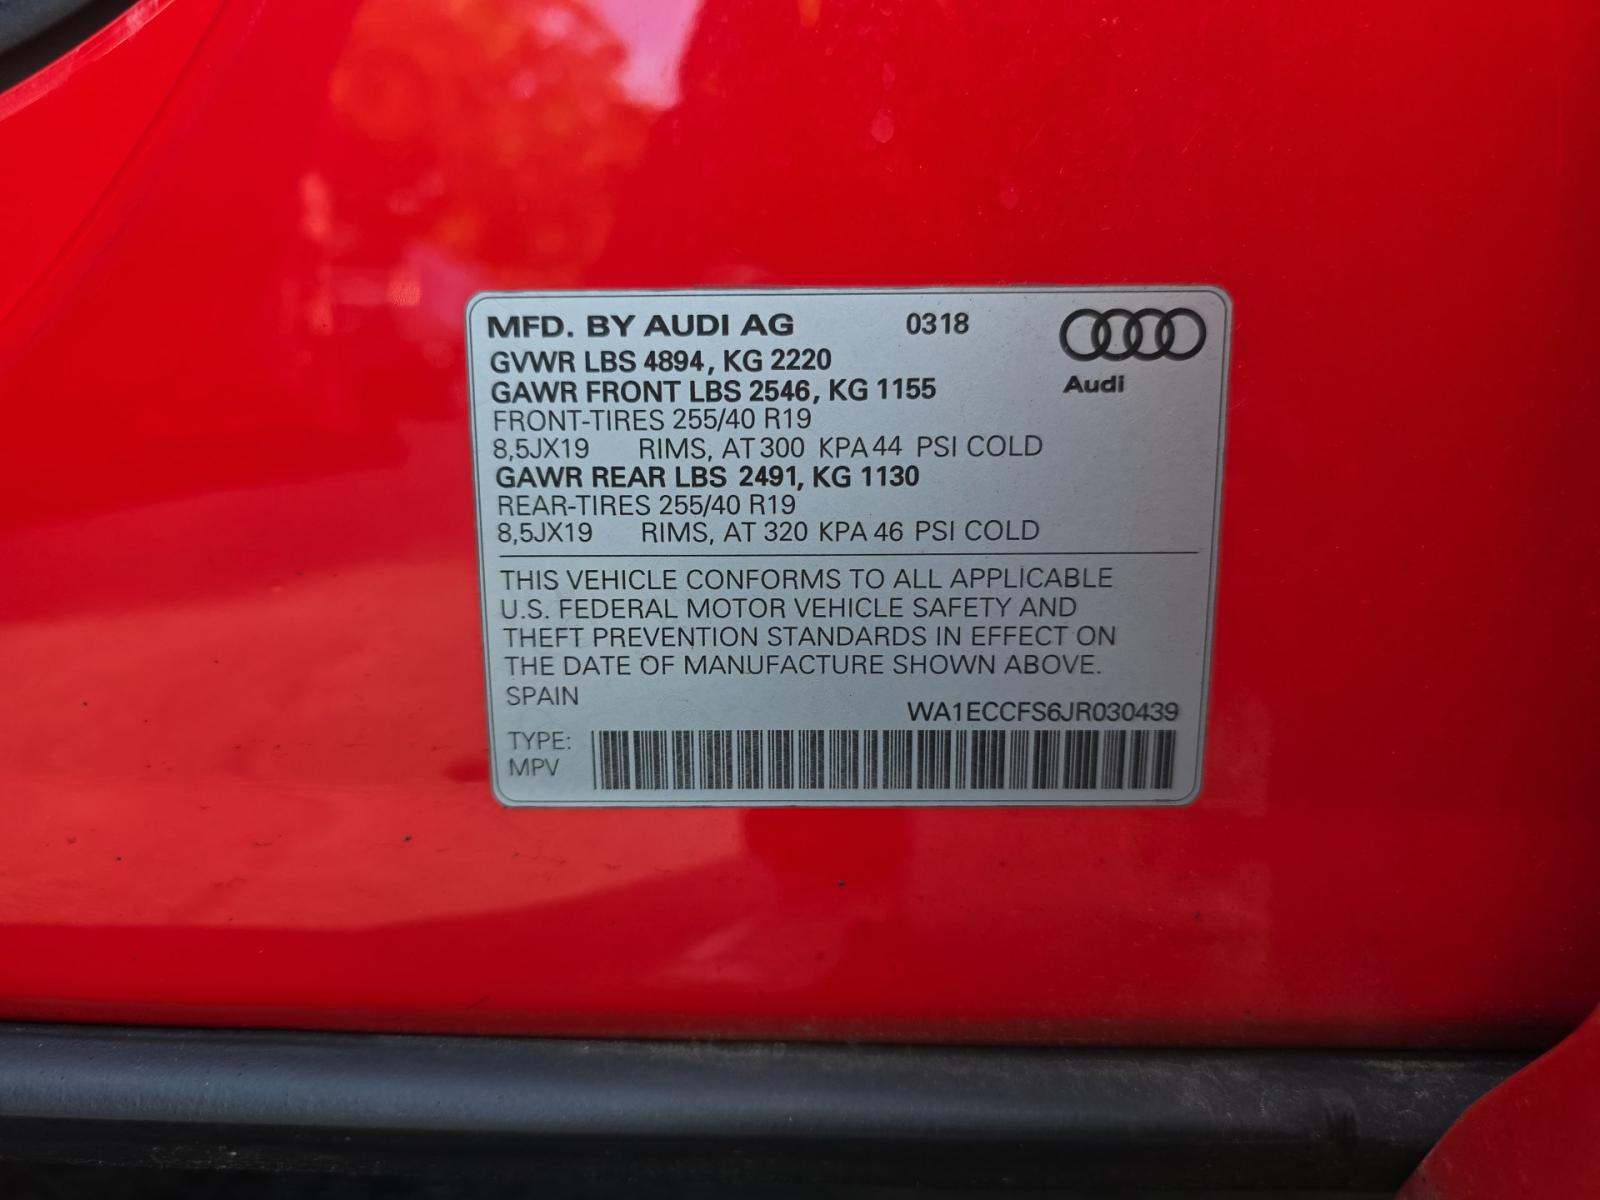 MFD. BY AUDI AG 0318
GVWR LBS 4894, KG 2220
GAWR FRONT LBS 2546, KG 1155
Audi
FRONT-TIRES 255/40 R19
8,5JX19 RIMS, AT 300 KPA 44 PSI COLD
GAWR REAR LBS 2491, KG 1130
REAR-TIRES 255/40 R19
8,5JX19 RIMS, AT 320 KPA 46 PSI COLD
THIS VEHICLE CONFORMS TO ALL APPLICABLE
U.S. FEDERAL MOTOR VEHICLE SAFETY AND
THEFT PREVENTION STANDARDS IN EFFECT ON
THE DATE OF MANUFACTURE SHOWN ABOVE.
SPAIN
WA1ECCFS6JR030439
TYPE:
MPV